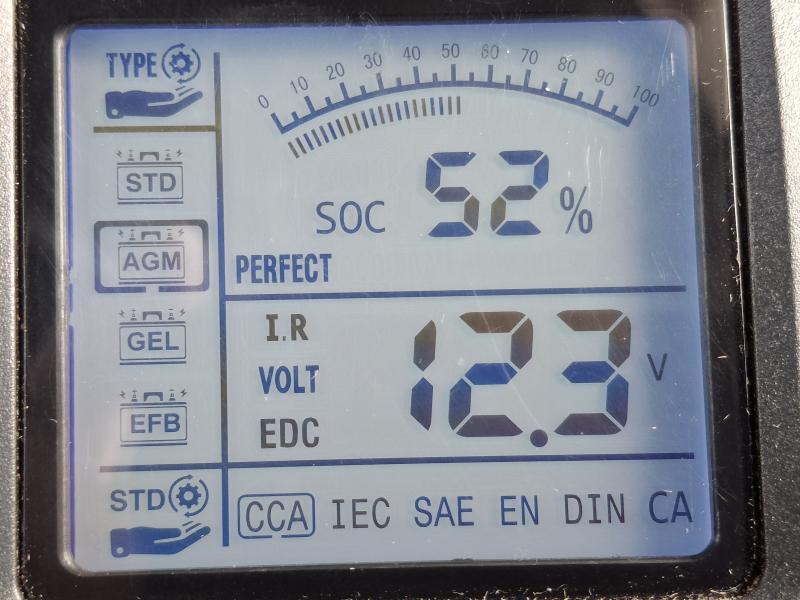 TYPE
0 10 20 30 40 50 60 70 80 90 100
STD
SOC 52 %
AGM
PERFECT
GEL
I.R
VOLT
12.3 V
EFB
EDC
STD
CCA IEC SAE EN DIN CA